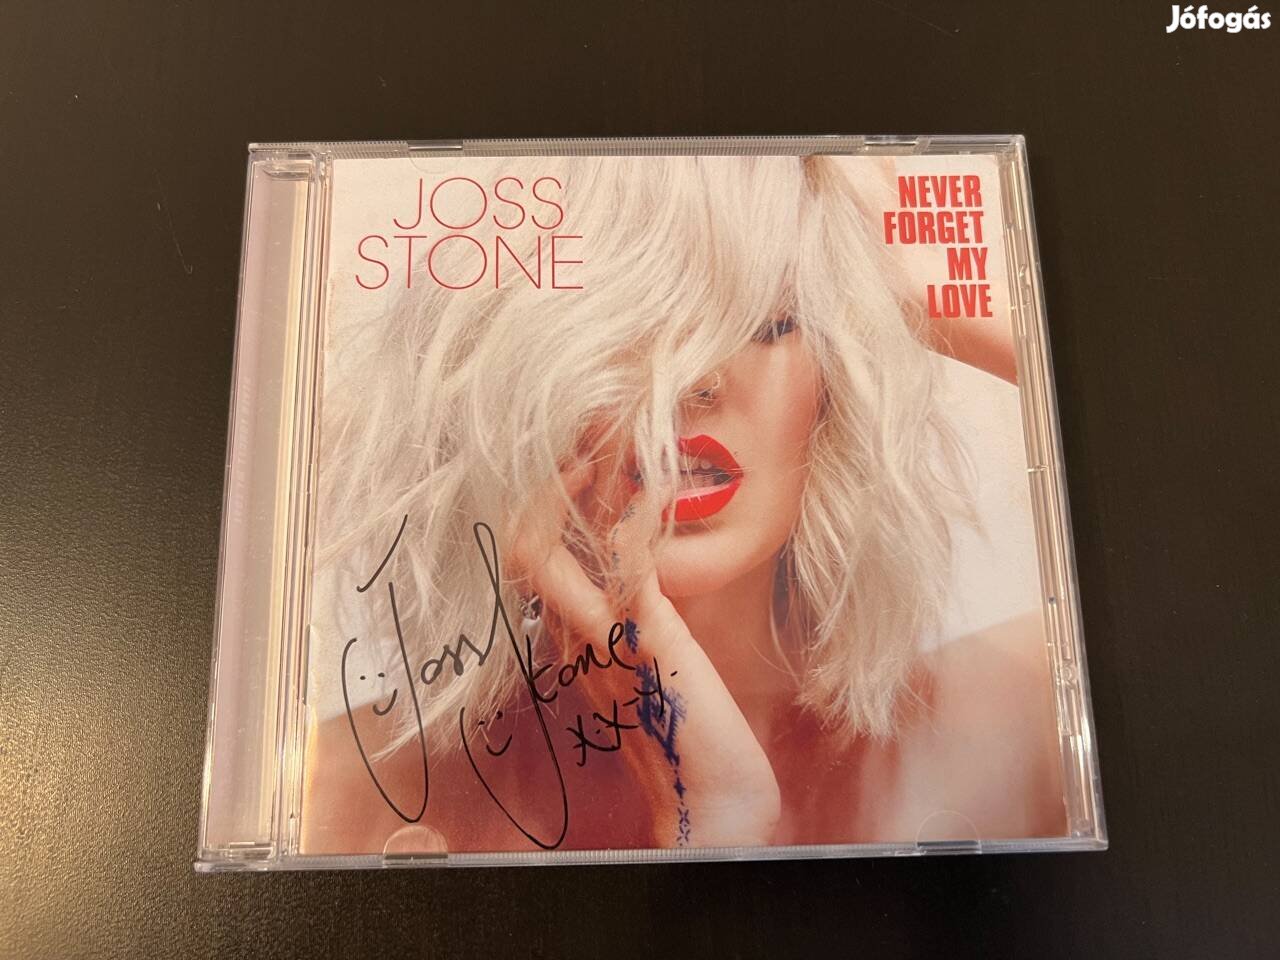 Jófogás
JOSS
STONE
NEVER
FORGET
MY
LOVE
Joss Stone
x.x